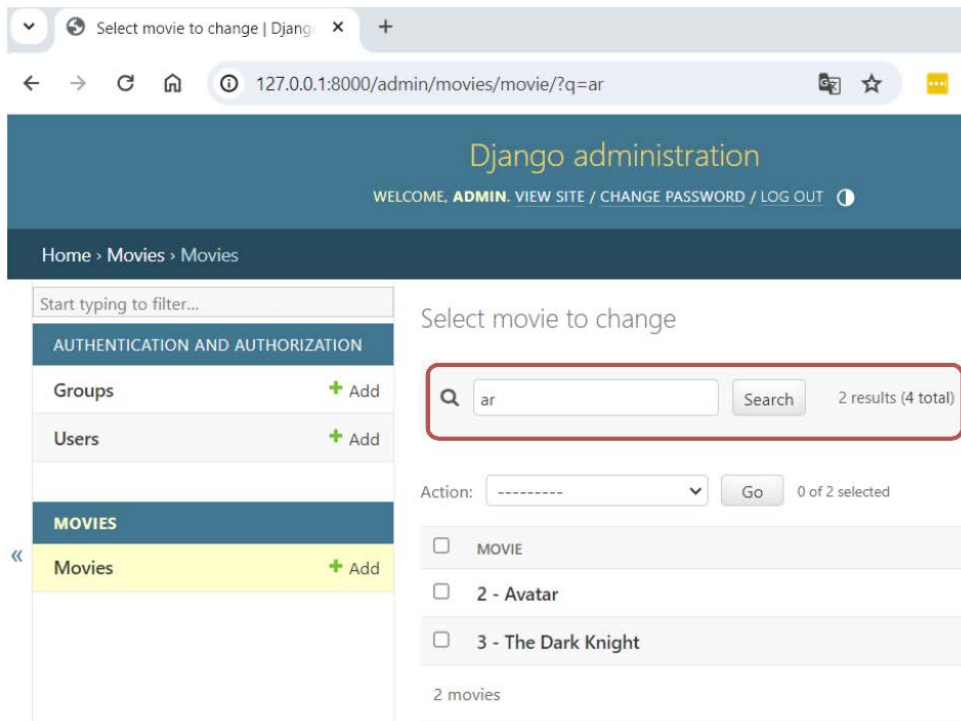 Select movie to change | Djang
127.0.0.1:8000/admin/movies/movie/?q=ar
Django administration
WELCOME, ADMIN. VIEW SITE / CHANGE PASSWORD / LOG OUT
Home › Movies › Movies
Start typing to filter...
AUTHENTICATION AND AUTHORIZATION
Groups + Add
Users + Add
MOVIES
«
Movies + Add
Select movie to change
ar Search 2 results (4 total)
Action: --------- Go 0 of 2 selected
MOVIE
2 - Avatar
3 - The Dark Knight
2 movies